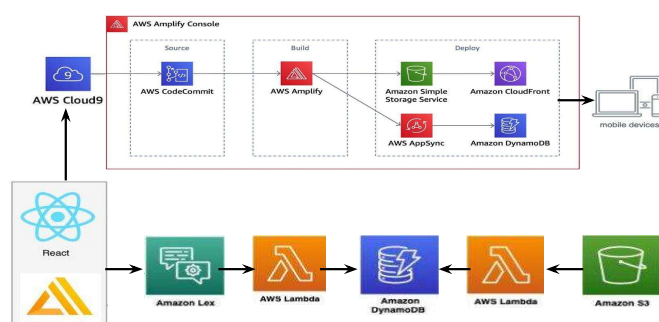 AWS Amplify Console
Source
Build
Deploy
9
AWS Cloud9
AWS CodeCommit
AWS Amplify
Amazon Simple
Storage Service
Amazon CloudFront
AWS AppSync
Amazon DynamoDB
mobile devices
React
Amazon Lex
AWS Lambda
Amazon
DynamoDB
AWS Lambda
Amazon S3